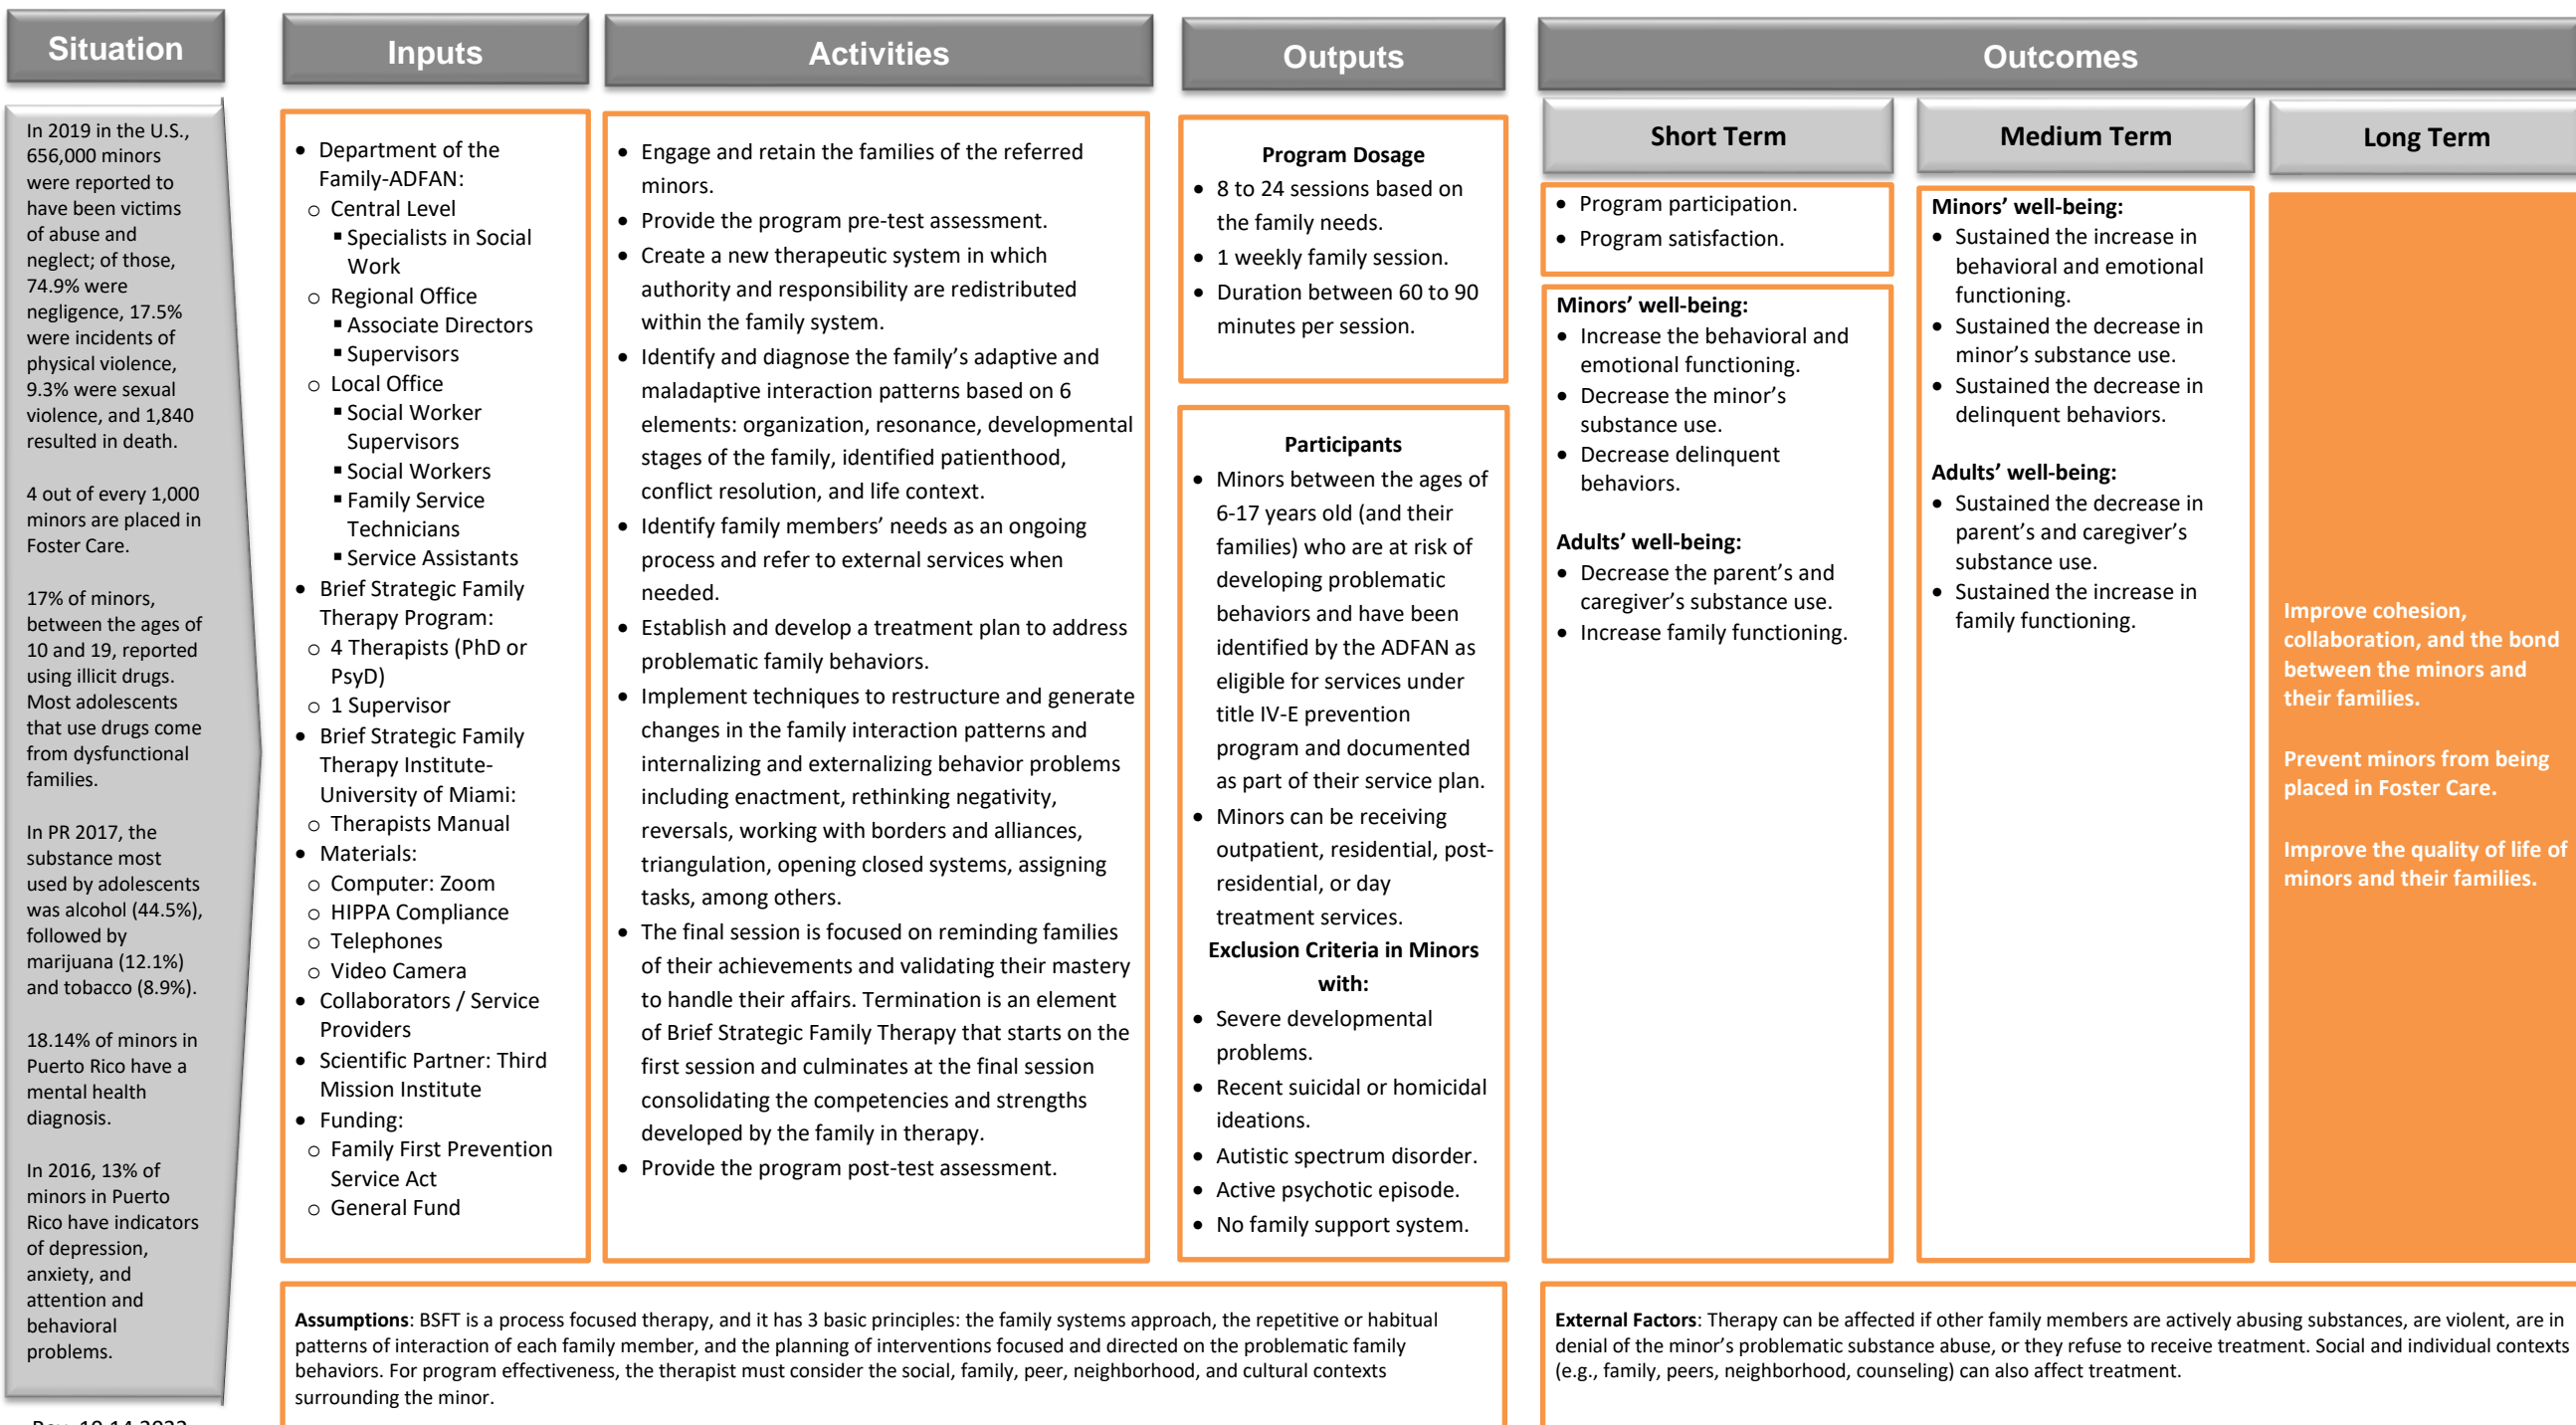 Situation
In 2019 in the U.S.,
656,000 minors
were reported to
have been victims
of abuse and
neglect; of those,
74.9% were
negligence, 17.5%
were incidents of
physical violence,
9.3% were sexual
violence, and 1,840
resulted in death.
4 out of every 1,000
minors are placed in
Foster Care.
17% of minors,
between the ages of
10 and 19, reported
using illicit drugs.
Most adolescents
that use drugs come
from dysfunctional
families.
In PR 2017, the
substance most
used by adolescents
was alcohol (44.5%),
followed by
marijuana (12.1%)
and tobacco (8.9%).
18.14% of minors in
Puerto Rico have a
mental health
diagnosis.
In 2016, 13% of
minors in Puerto
Rico have indicators
of depression,
anxiety, and
attention and
behavioral
problems.
Inputs
• Department of the
Family-ADFAN:
o Central Level
▪ Specialists in Social
Work
o Regional Office
▪ Associate Directors
▪ Supervisors
o Local Office
▪ Social Worker
Supervisors
▪ Social Workers
▪ Family Service
Technicians
▪ Service Assistants
• Brief Strategic Family
Therapy Program:
o 4 Therapists (PhD or
PsyD)
o 1 Supervisor
• Brief Strategic Family
Therapy Institute-
University of Miami:
o Therapists Manual
• Materials:
o Computer: Zoom
o HIPPA Compliance
o Telephones
o Video Camera
• Collaborators / Service
Providers
• Scientific Partner: Third
Mission Institute
• Funding:
o Family First Prevention
Service Act
o General Fund
Activities
• Engage and retain the families of the referred
minors.
• Provide the program pre-test assessment.
• Create a new therapeutic system in which
authority and responsibility are redistributed
within the family system.
• Identify and diagnose the family’s adaptive and
maladaptive interaction patterns based on 6
elements: organization, resonance, developmental
stages of the family, identified patienthood,
conflict resolution, and life context.
• Identify family members’ needs as an ongoing
process and refer to external services when
needed.
• Establish and develop a treatment plan to address
problematic family behaviors.
• Implement techniques to restructure and generate
changes in the family interaction patterns and
internalizing and externalizing behavior problems
including enactment, rethinking negativity,
reversals, working with borders and alliances,
triangulation, opening closed systems, assigning
tasks, among others.
• The final session is focused on reminding families
of their achievements and validating their mastery
to handle their affairs. Termination is an element
of Brief Strategic Family Therapy that starts on the
first session and culminates at the final session
consolidating the competencies and strengths
developed by the family in therapy.
• Provide the program post-test assessment.
Outputs
Program Dosage
• 8 to 24 sessions based on
the family needs.
• 1 weekly family session.
• Duration between 60 to 90
minutes per session.
Participants
• Minors between the ages of
6-17 years old (and their
families) who are at risk of
developing problematic
behaviors and have been
identified by the ADFAN as
eligible for services under
title IV-E prevention
program and documented
as part of their service plan.
• Minors can be receiving
outpatient, residential, post-
residential, or day
treatment services.
Exclusion Criteria in Minors
with:
• Severe developmental
problems.
• Recent suicidal or homicidal
ideations.
• Autistic spectrum disorder.
• Active psychotic episode.
• No family support system.
Outcomes
Short Term
• Program participation.
• Program satisfaction.
Minors’ well-being:
• Increase the behavioral and
emotional functioning.
• Decrease the minor’s
substance use.
• Decrease delinquent
behaviors.
Adults’ well-being:
• Decrease the parent’s and
caregiver’s substance use.
• Increase family functioning.
Medium Term
Minors’ well-being:
• Sustained the increase in
behavioral and emotional
functioning.
• Sustained the decrease in
minor’s substance use.
• Sustained the decrease in
delinquent behaviors.
Adults’ well-being:
• Sustained the decrease in
parent’s and caregiver’s
substance use.
• Sustained the increase in
family functioning.
Long Term
Improve cohesion,
collaboration, and the bond
between the minors and
their families.
Prevent minors from being
placed in Foster Care.
Improve the quality of life of
minors and their families.
Assumptions: BSFT is a process focused therapy, and it has 3 basic principles: the family systems approach, the repetitive or habitual
patterns of interaction of each family member, and the planning of interventions focused and directed on the problematic family
behaviors. For program effectiveness, the therapist must consider the social, family, peer, neighborhood, and cultural contexts
surrounding the minor.
External Factors: Therapy can be affected if other family members are actively abusing substances, are violent, are in
denial of the minor’s problematic substance abuse, or they refuse to receive treatment. Social and individual contexts
(e.g., family, peers, neighborhood, counseling) can also affect treatment.